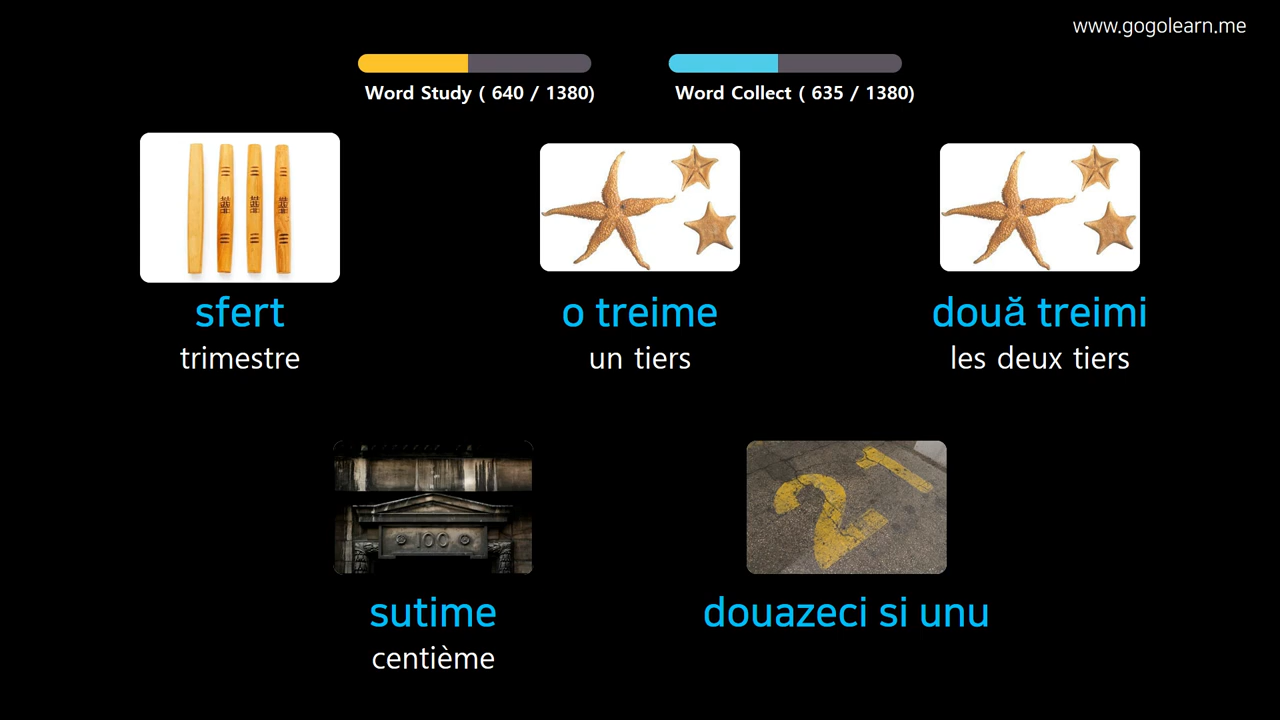 www.gogolearn.me
Word Study ( 640 / 1380)
Word Collect ( 635 / 1380)
sfert
trimestre
o treime
un tiers
două treimi
les deux tiers
100
21
sutime
centième
douazeci si unu